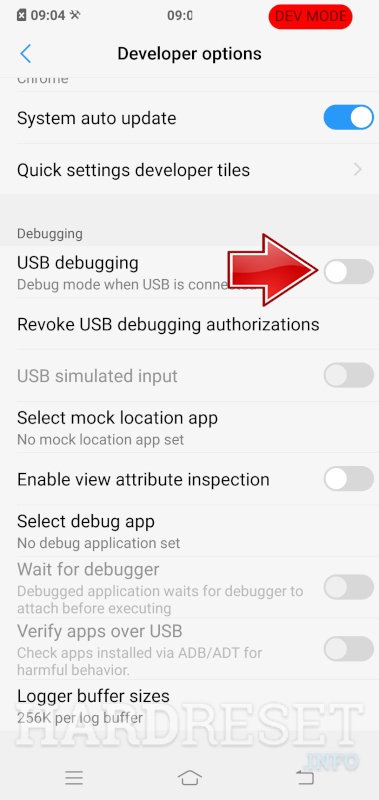 09:04
09:0
DEV MODE
Developer options
Chrome
System auto update
Quick settings developer tiles
Debugging
USB debugging
Debug mode when USB is conne
Revoke USB debugging authorizations
USB simulated input
Select mock location app
No mock location app set
Enable view attribute inspection
Select debug app
No debug application set
Wait for debugger
Debugged application waits for debugger to
attach before executing
Verify apps over USB
Check apps installed via ADB/ADT for
harmful behavior.
Logger buffer sizes
256K per log buffer
HARDRESET
.INFO